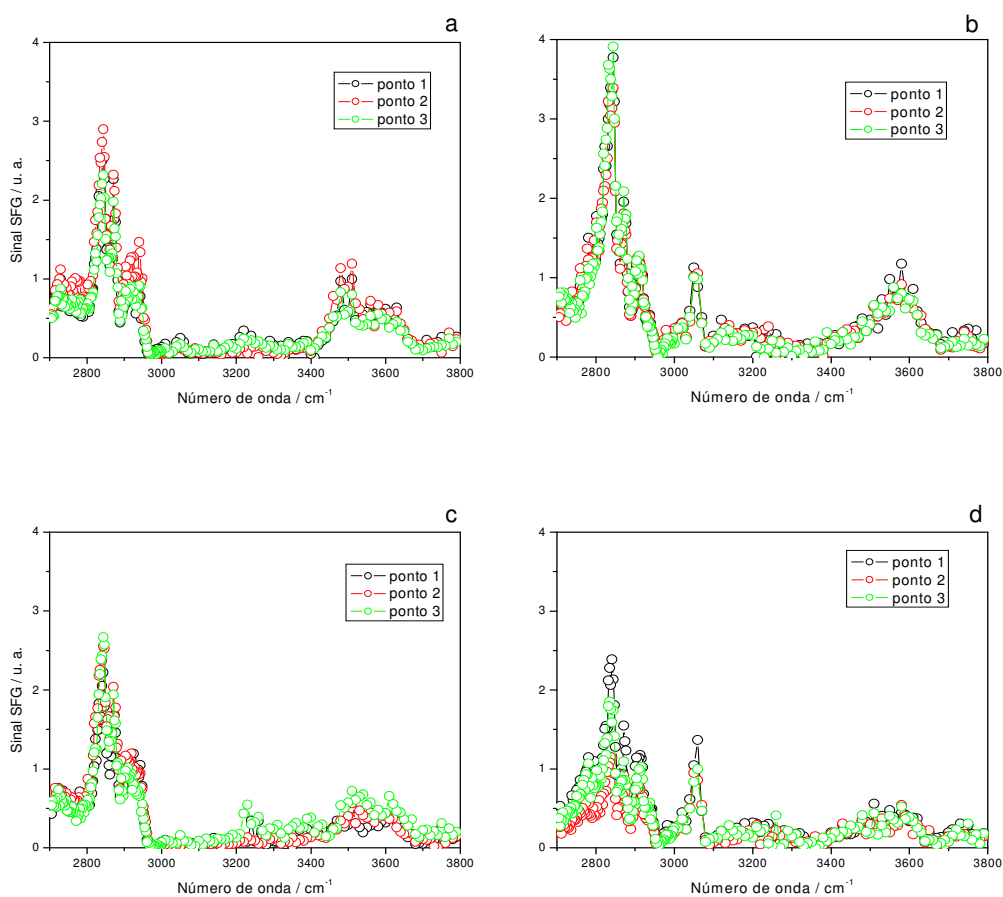 a
4
3
2
1
0
Sinal SFG / u. a.
ponto 1
ponto 2
ponto 3
2800 3000 3200 3400 3600 3800
Número de onda / cm-1
b
4
3
2
1
0
ponto 1
ponto 2
ponto 3
2800 3000 3200 3400 3600 3800
Número de onda / cm-1
c
4
3
2
1
0
Sinal SFG / u. a.
ponto 1
ponto 2
ponto 3
2800 3200 3400 3600 3800
Número de onda / cm-1
d
4
3
2
1
0
ponto 1
ponto 2
ponto 3
2800 3000 3200 3400 3600 3800
Número de onda / cm-1